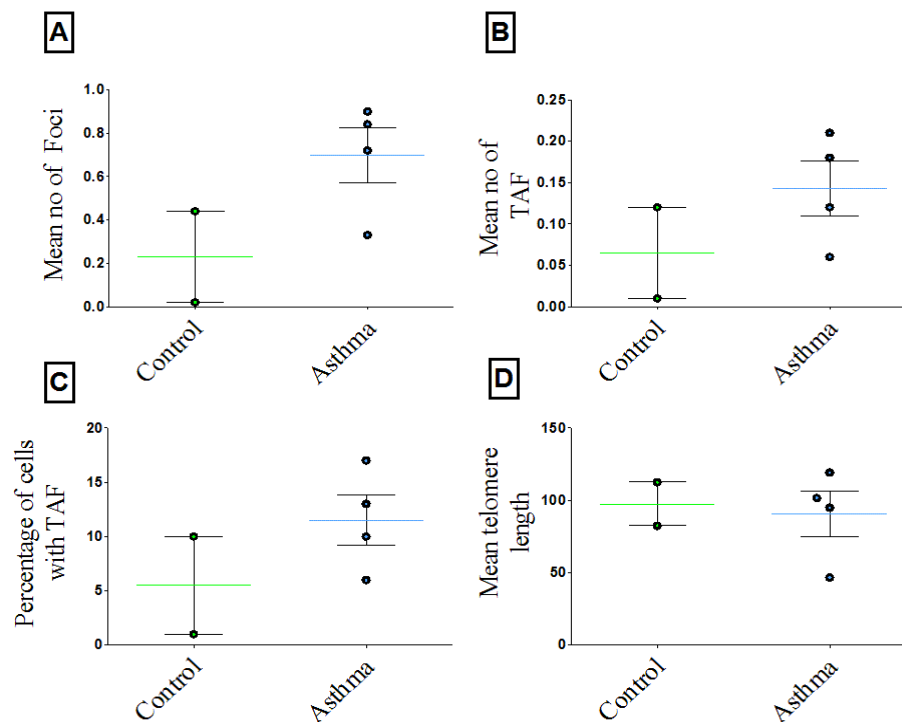 A
Mean no of Foci
1.0
0.8
0.6
0.4
0.2
0.0
Control
Asthma
B
Mean no of
TAF
0.25
0.20
0.15
0.10
0.05
0.00
Control
Asthma
C
Percentage of cells
with TAF
20
15
10
5
0
Control
Asthma
D
Mean telomere
length
150
100
50
0
Control
Asthma